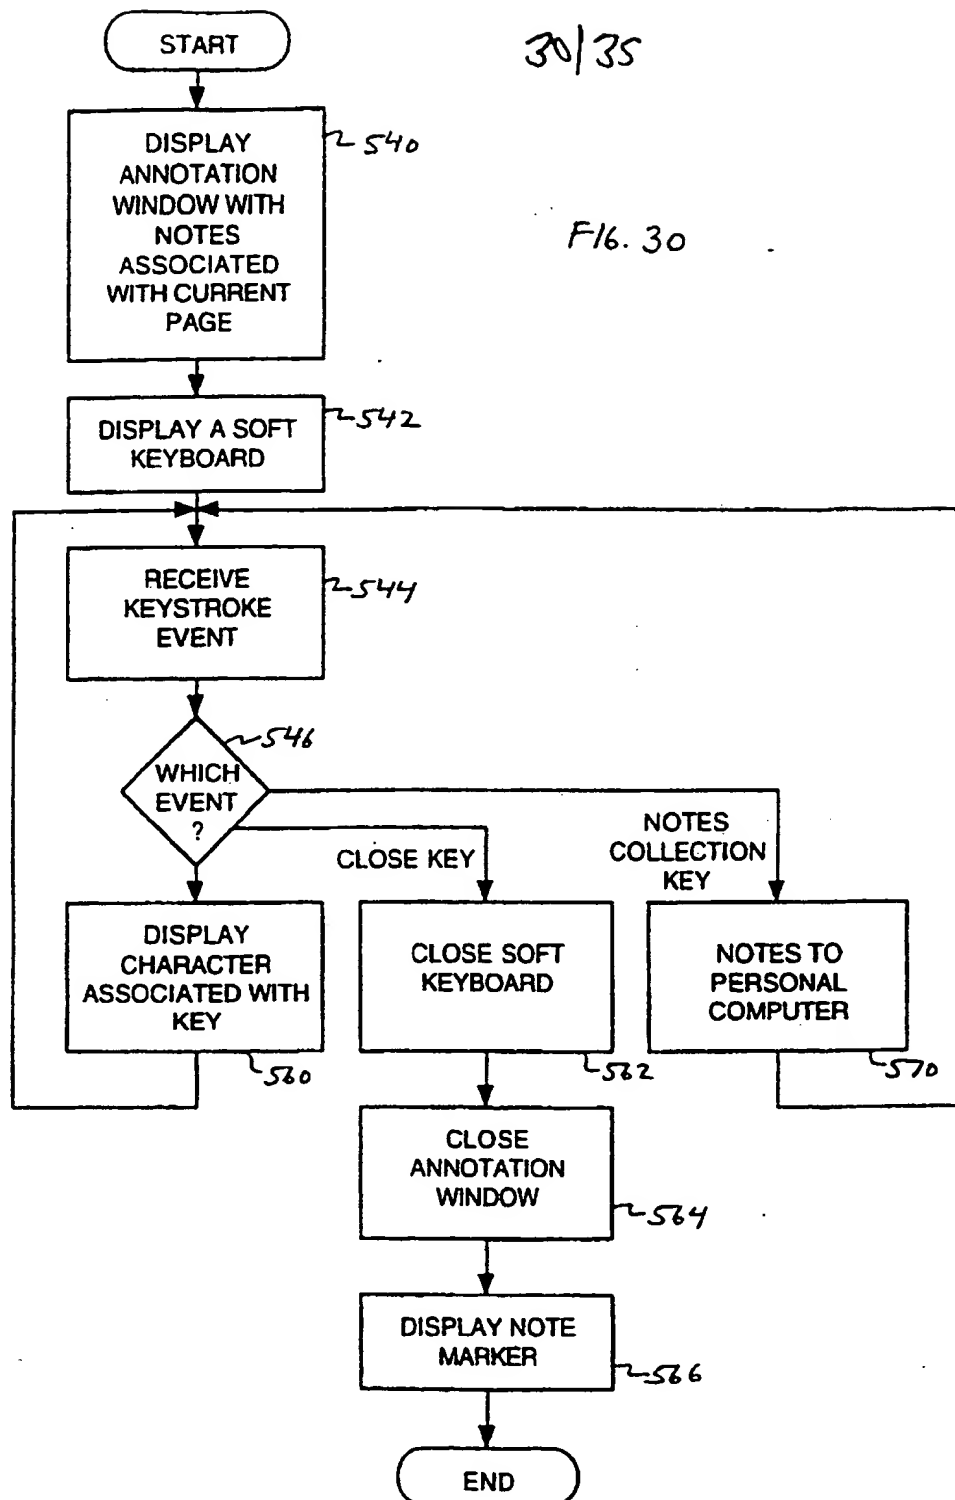 START
30/35
DISPLAY
ANNOTATION
WINDOW WITH
NOTES
ASSOCIATED
WITH CURRENT
PAGE
540
FIG. 30
DISPLAY A SOFT
KEYBOARD
542
RECEIVE
KEYSTROKE
EVENT
544
WHICH
EVENT
?
546
CLOSE KEY
NOTES
COLLECTION
KEY
DISPLAY
CHARACTER
ASSOCIATED WITH
KEY
560
CLOSE SOFT
KEYBOARD
562
NOTES TO
PERSONAL
COMPUTER
570
CLOSE
ANNOTATION
WINDOW
564
DISPLAY NOTE
MARKER
566
END